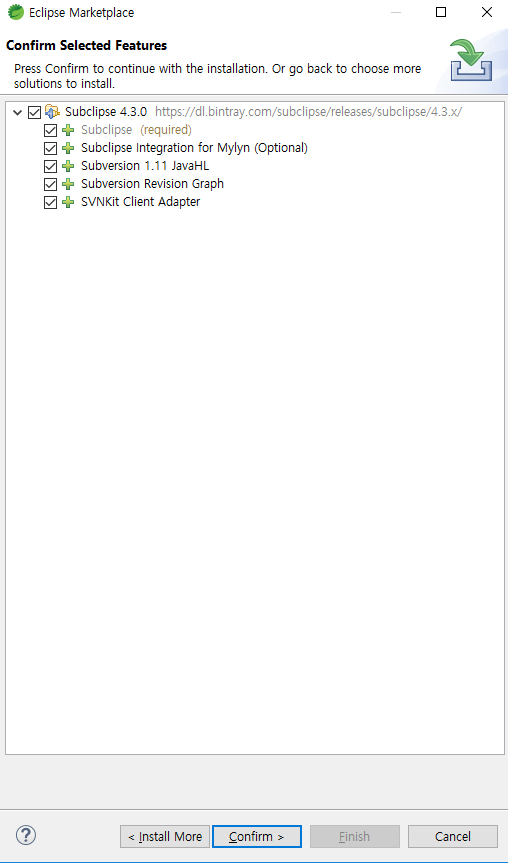 Eclipse Marketplace
Confirm Selected Features
Press Confirm to continue with the installation. Or go back to choose more
solutions to install.
Subclipse 4.3.0 https://dl.bintray.com/subclipse/releases/subclipse/4.3.x/
Subclipse (required)
Subclipse Integration for Mylyn (Optional)
Subversion 1.11 JavaHL
Subversion Revision Graph
SVNKit Client Adapter
?
< Install More Confirm > Finish Cancel